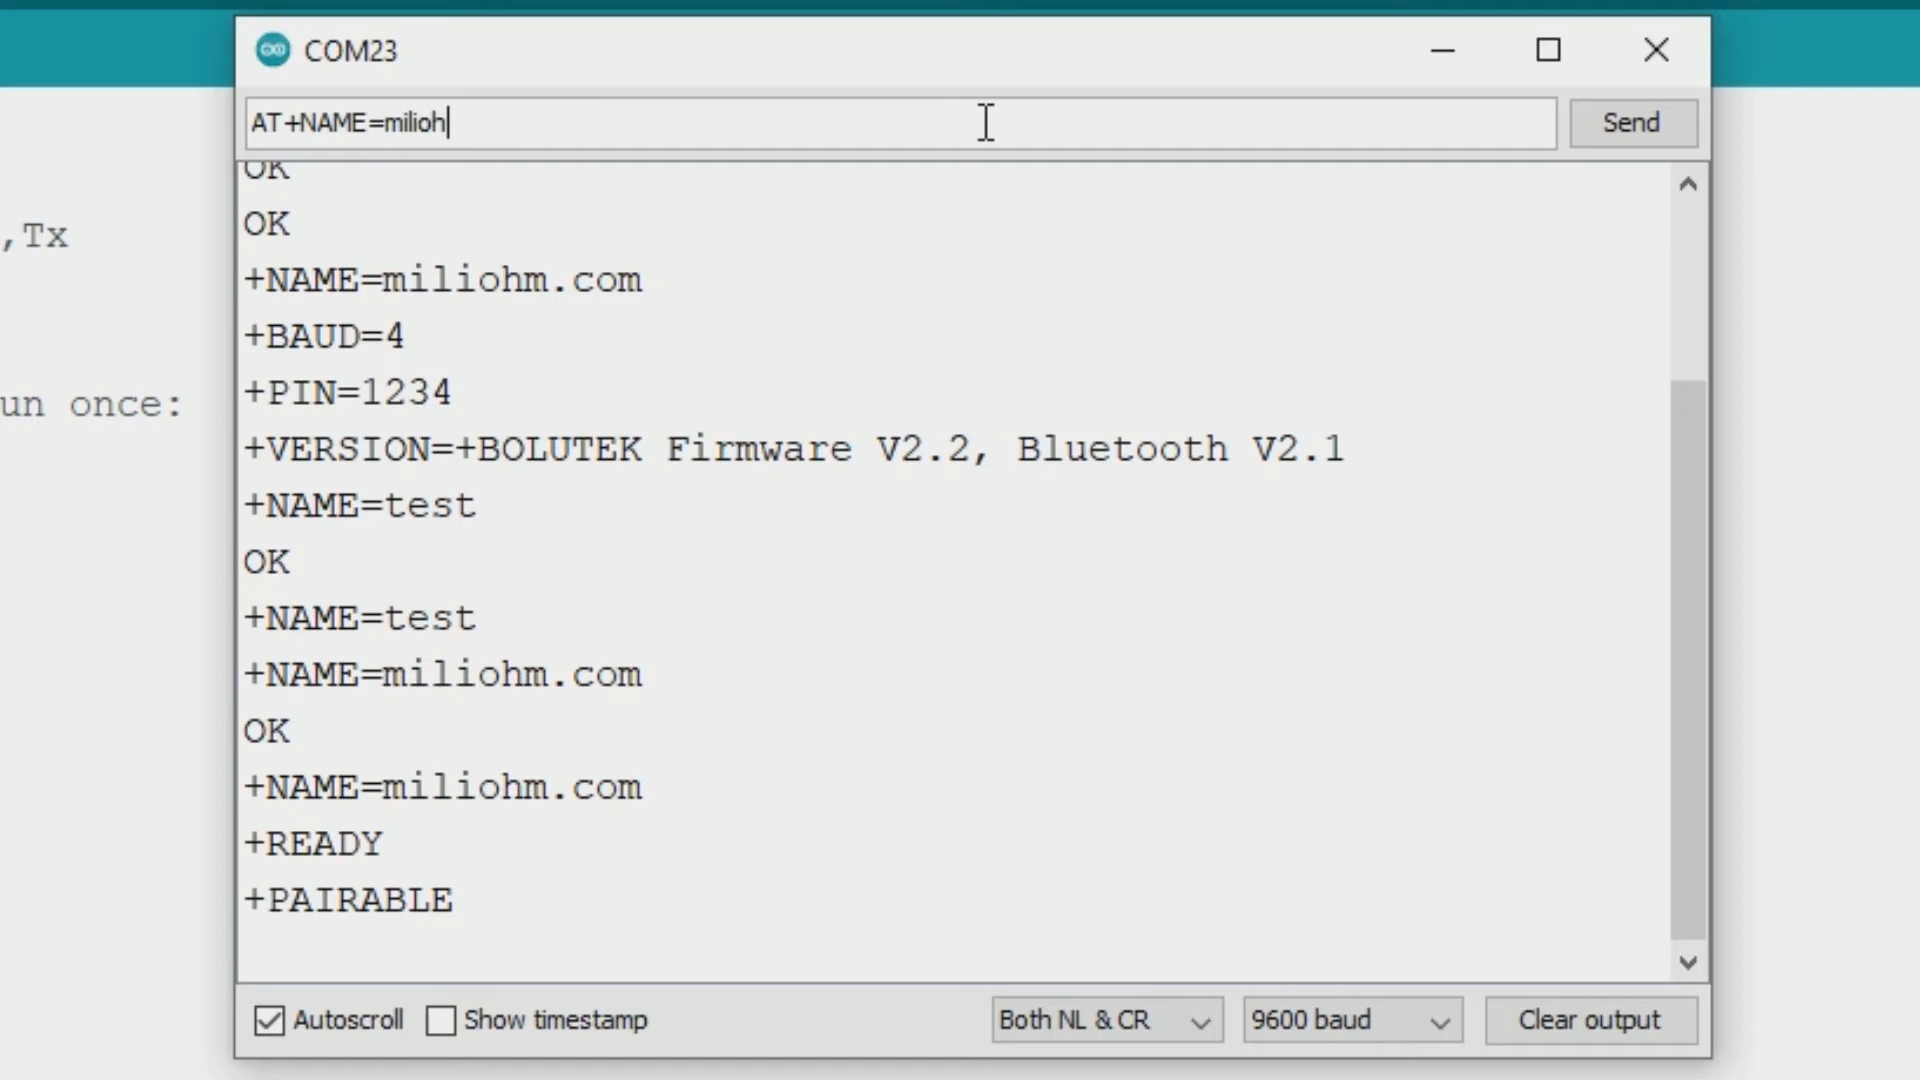 COM23
AT+NAME=milioh
Send
OK
OK
,Tx
+NAME=miliohm.com
+BAUD=4
+PIN=1234
un once:
+VERSION=+BOLUTEK Firmware V2.2, Bluetooth V2.1
+NAME=test
OK
+NAME=test
+NAME=miliohm.com
OK
+NAME=miliohm.com
+READY
+PAIRABLE
Autoscroll Show timestamp Both NL & CR 9600 baud Clear output